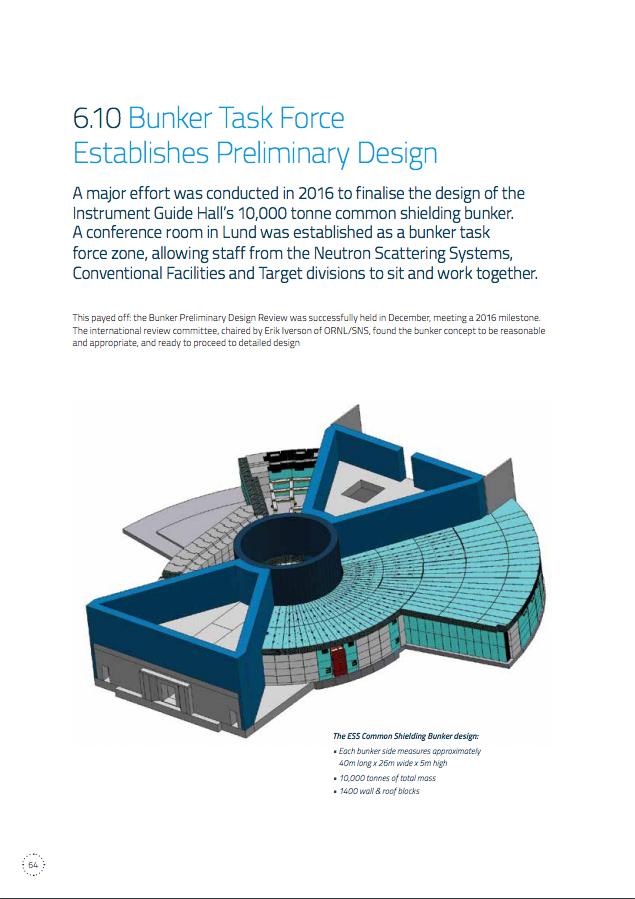 6.10 Bunker Task Force
Establishes Preliminary Design
A major effort was conducted in 2016 to finalise the design of the
Instrument Guide Hall's 10,000 tonne common shielding bunker.
A conference room in Lund was established as a bunker task
force zone, allowing staff from the Neutron Scattering Systems,
Conventional Facilities and Target divisions to sit and work together.
This payed off: the Bunker Preliminary Design Review was successfully held in December, meeting a 2016 milestone.
The international review committee, chaired by Erik Iverson of ORNL/SNS, found the bunker concept to be reasonable
and appropriate, and ready to proceed to detailed design
The ESS Common Shielding Bunker design:
• Each bunker side measures approximately
40m long x 26m wide x 5m high
• 10,000 tonnes of total mass
• 1400 wall & roof blocks
64